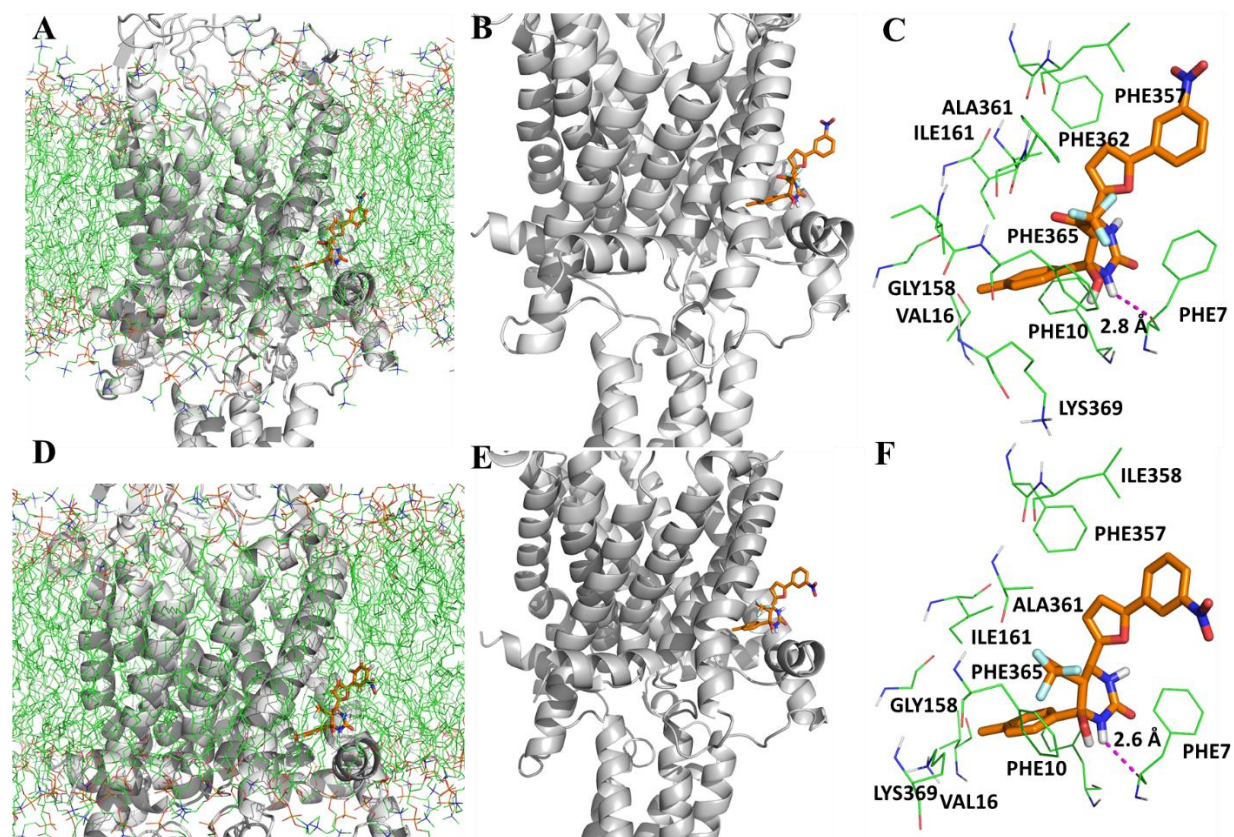 A
B
C
PHE357
ALA361
ILE161
PHE362
PHE365
GLY158
VAL16
PHE10
2.8 Å
PHE7
LYS369
D
E
F
ILE358
PHE357
ALA361
ILE161
PHE365
GLY158
2.6 Å
PHE7
PHE10
LYS369
VAL16